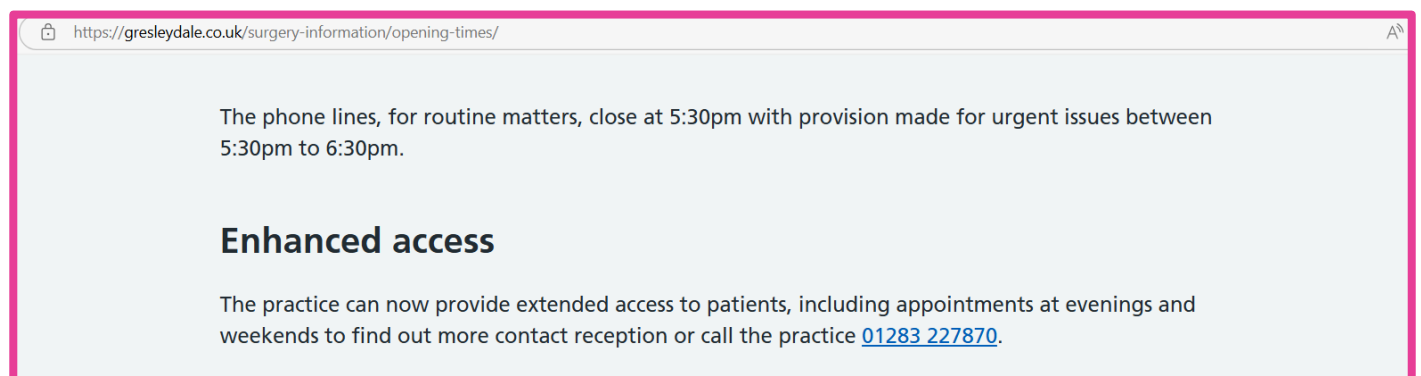 https://gresleydale.co.uk/surgery-information/opening-times/
The phone lines, for routine matters, close at 5:30pm with provision made for urgent issues between
5:30pm to 6:30pm.
Enhanced access
The practice can now provide extended access to patients, including appointments at evenings and
weekends to find out more contact reception or call the practice 01283 227870.